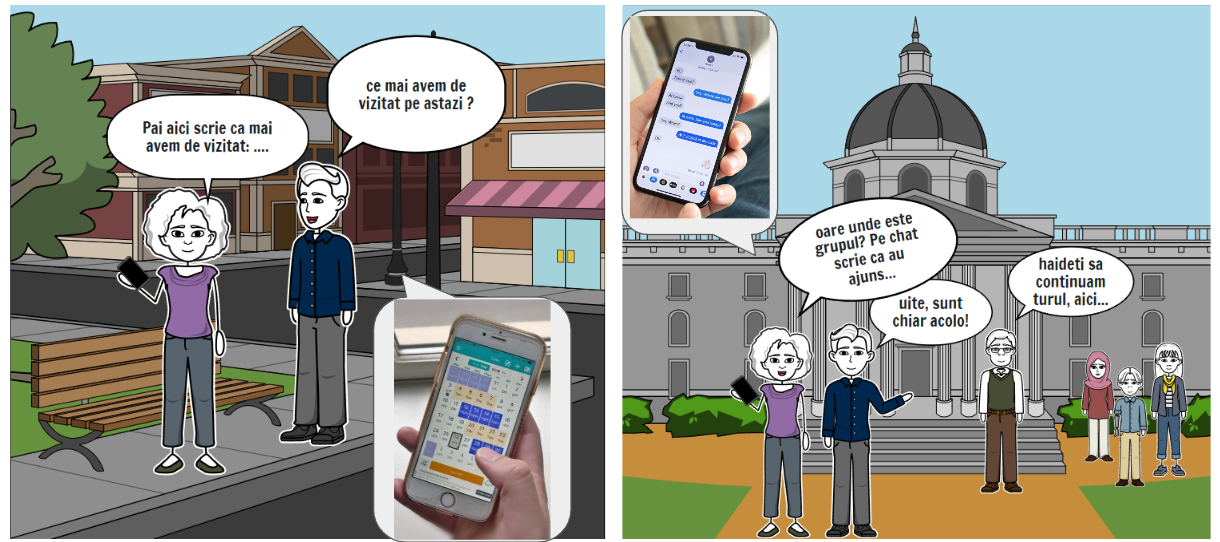 ce mai avem de
vizitat pe astazi ?
Pai aici scrie ca mai
avem de vizitat: ....
oare unde este
grupul? Pe chat
scrie ca au
ajuns...
uite, sunt
chiar acolo!
haideti sa
continuam
turul, aici...